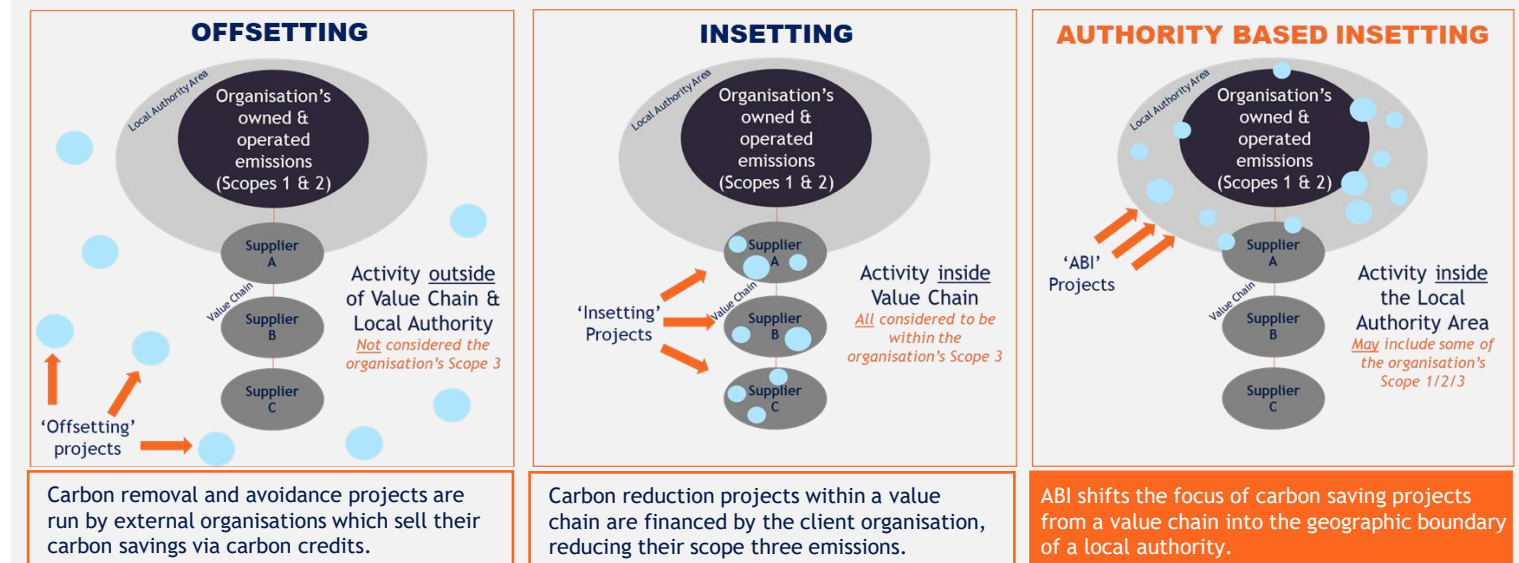 OFFSETTING
Local Authority Area
Organisation's
owned &
operated
emissions
(Scopes 1 & 2)
Supplier
A
Value Chain
Supplier
B
Supplier
C
Activity outside
of Value Chain &
Local Authority
Not considered the
organisation's Scope 3
'Offsetting'
projects
Carbon removal and avoidance projects are
run by external organisations which sell their
carbon savings via carbon credits.
INSETTING
Local Authority Area
Organisation's
owned &
operated
emissions
(Scopes 1 & 2)
Supplier
A
Value Chain
Supplier
B
Supplier
C
'Insetting'
Projects
Activity inside
Value Chain
All considered to be
within the
organisation's Scope 3
Carbon reduction projects within a value
chain are financed by the client organisation,
reducing their scope three emissions.
AUTHORITY BASED INSETTING
Local Authority Area
Organisation's
owned &
operated
emissions
(Scopes 1 & 2)
Supplier
A
Value Chain
Supplier
B
Supplier
C
'ABI'
Projects
Activity inside
the Local
Authority Area
May include some of
the organisation's
Scope 1/2/3
ABI shifts the focus of carbon saving projects
from a value chain into the geographic boundary
of a local authority.